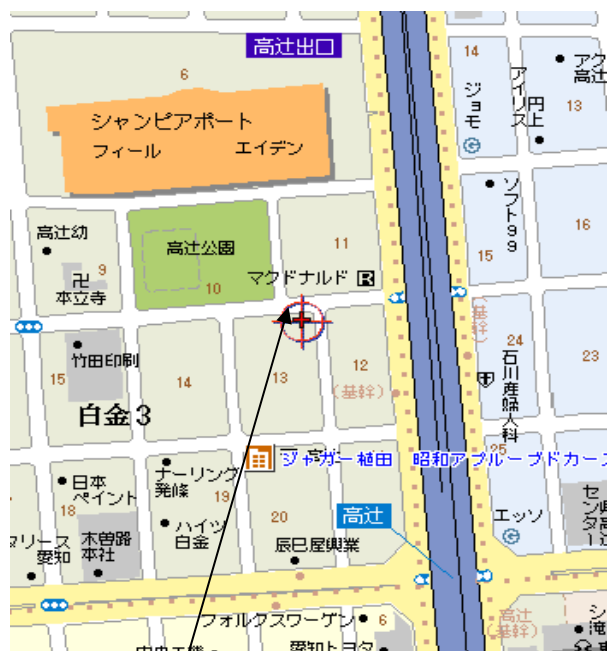 高辻出口
6
シャンピアポート
フィール
エイデン
14
ジョモ
アイリス
アク
高辻
円上
13
ソフト99
16
15
高辻幼
9
卍
本立寺
高辻公園
10
11
マクドナルド R
(基幹)
竹田印刷
15
14
13
12
(基幹)
24
石川産婦人科
23
白金3
ジャガー植田 昭和アプルーブドカーズ
25
日本
ペイント
18
ナーリング
発條
19
ハイツ
白金
20
高辻
エッソ
タリース
愛知
木曽路
本社
辰巳屋興業
フォルクスワーゲン
6
高辻
(基幹)
愛知トヨタ